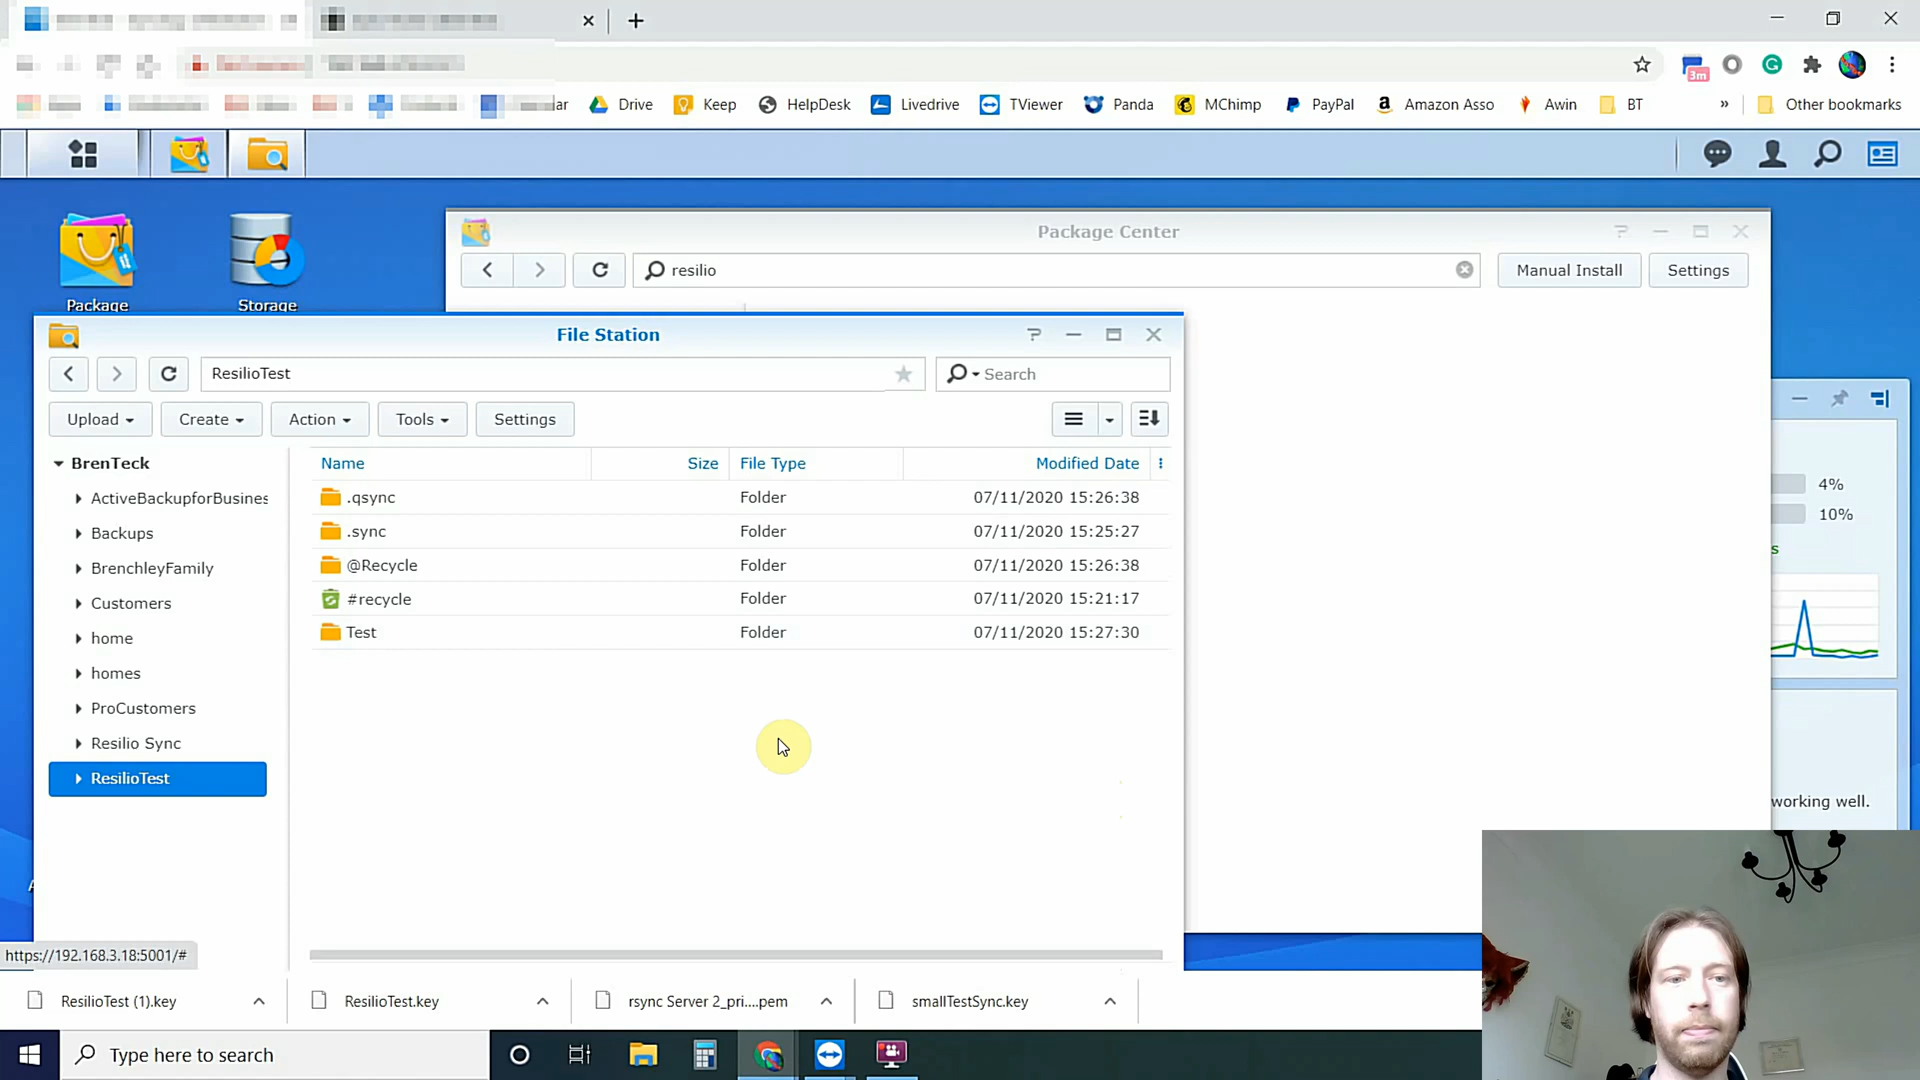 3m
Drive
Keep
HelpDesk
Livedrive
TViewer
Panda
MChimp
PayPal
Amazon Asso
Awin
BT
»
Other bookmarks
Package
Storage
Package Center
resilio
Manual Install
Settings
File Station
ResilioTest
Search
Upload
Create
Action
Tools
Settings
BrenTeck
ActiveBackupforBusines
Backups
BrenchleyFamily
Customers
home
homes
ProCustomers
Resilio Sync
ResilioTest
Name Size File Type Modified Date
.qsync Folder 07/11/2020 15:26:38
.sync Folder 07/11/2020 15:25:27
@Recycle Folder 07/11/2020 15:26:38
#recycle Folder 07/11/2020 15:21:17
Test Folder 07/11/2020 15:27:30
4%
10%
s
working well.
https://192.168.3.18:5001/#
ResilioTest (1).key
ResilioTest.key
rsync Server 2_pri....pem
smallTestSync.key
Type here to search